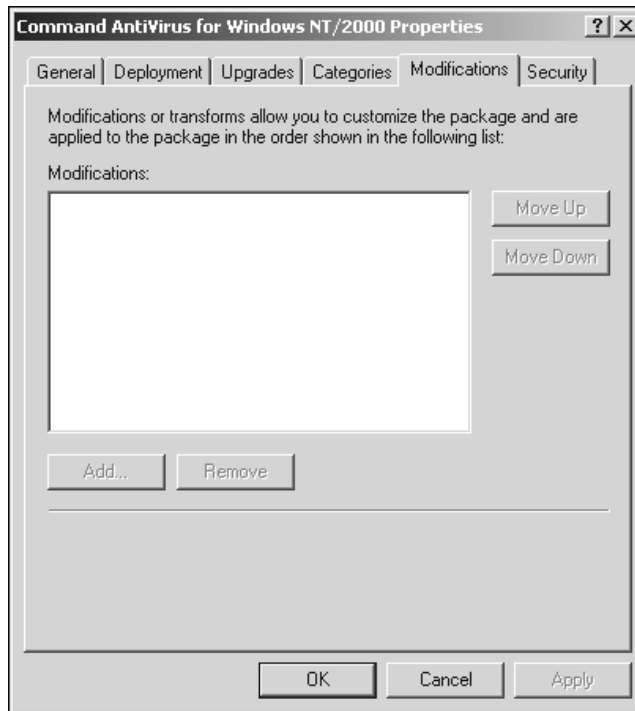 Command AntiVirus for Windows NT/2000 Properties
General Deployment Upgrades Categories Modifications Security
Modifications or transforms allow you to customize the package and are
applied to the package in the order shown in the following list:
Modifications:
Move Up
Move Down
Add... Remove
OK Cancel Apply